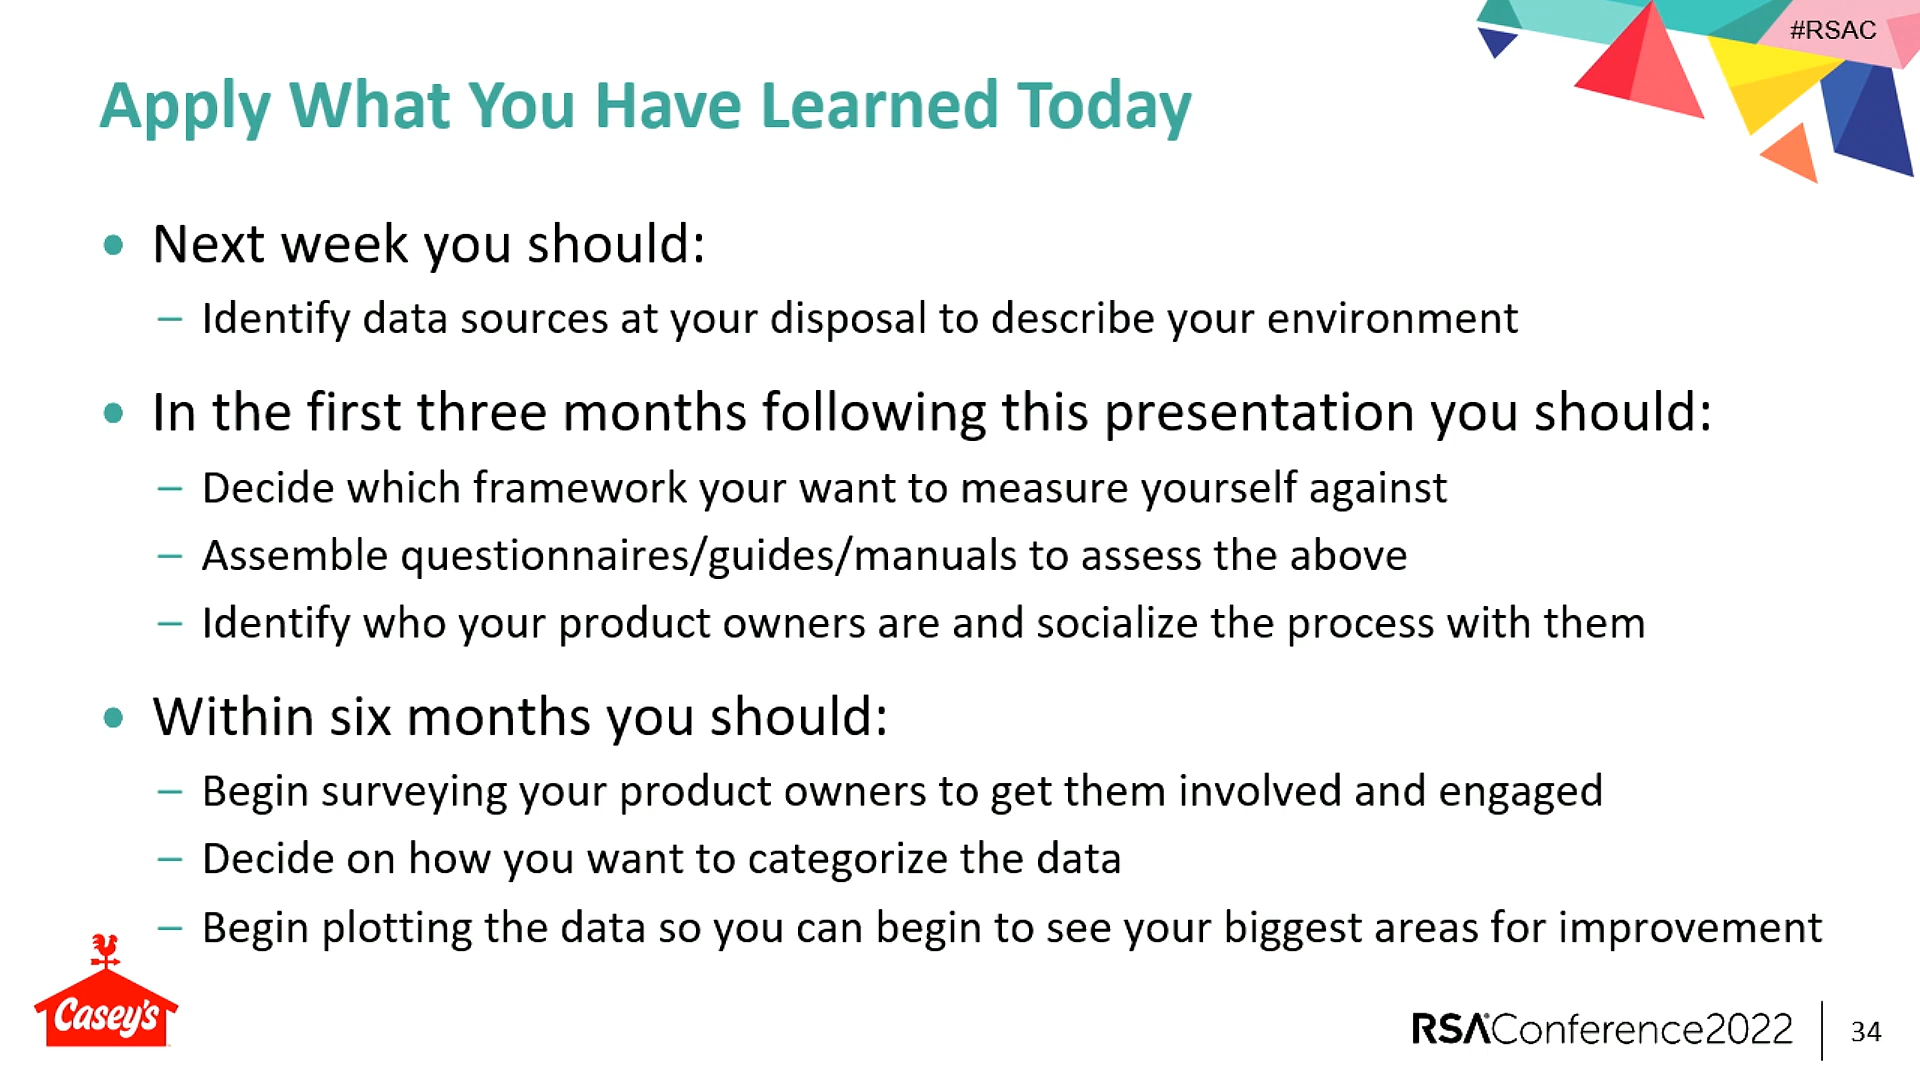 #RSAC
Apply What You Have Learned Today
• Next week you should:
– Identify data sources at your disposal to describe your environment
• In the first three months following this presentation you should:
– Decide which framework your want to measure yourself against
– Assemble questionnaires/guides/manuals to assess the above
– Identify who your product owners are and socialize the process with them
• Within six months you should:
– Begin surveying your product owners to get them involved and engaged
– Decide on how you want to categorize the data
– Begin plotting the data so you can begin to see your biggest areas for improvement
Casey's
RSAConference2022
34